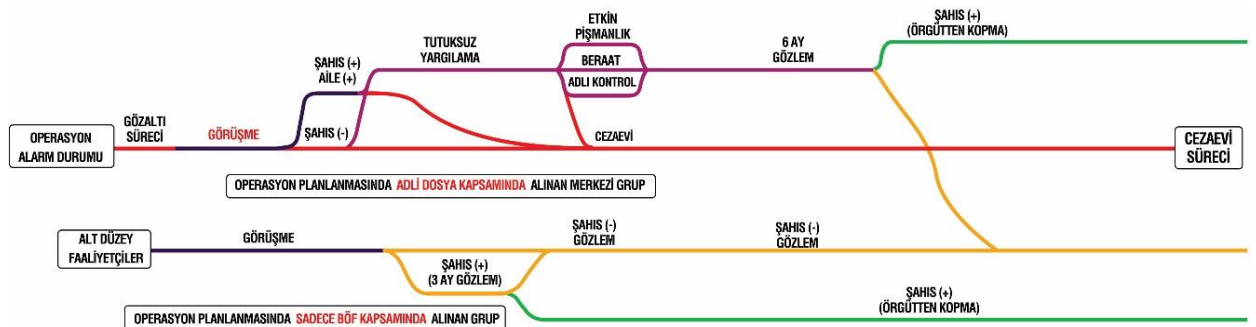 ŞAHIS (+)
(ÖRGÜTTEN KOPMA)
ETKİN
PİŞMANLIK
TUTUKSUZ
YARGILAMA
BERAAT
ADLI KONTROL
6 AY
GÖZLEM
ŞAHIS (+)
AİLE (+)
GÖZALTI
SÜRECİ
GÖRÜŞME
ŞAHIS (-)
CEZAEVİ
OPERASYON
ALARM DURUMU
CEZAEVİ
SÜRECİ
OPERASYON PLANLANMASINDA ADLİ DOSYA KAPSAMINDA ALINAN MERKEZİ GRUP
ALT DÜZEY
FAALİYETÇİLER
GÖRÜŞME
ŞAHIS (-)
GÖZLEM
ŞAHIS (-)
GÖZLEM
ŞAHIS (+)
(3 AY GÖZLEM)
ŞAHIS (+)
(ÖRGÜTTEN KOPMA)
OPERASYON PLANLANMASINDA SADECE BÖF KAPSAMINDA ALINAN GRUP